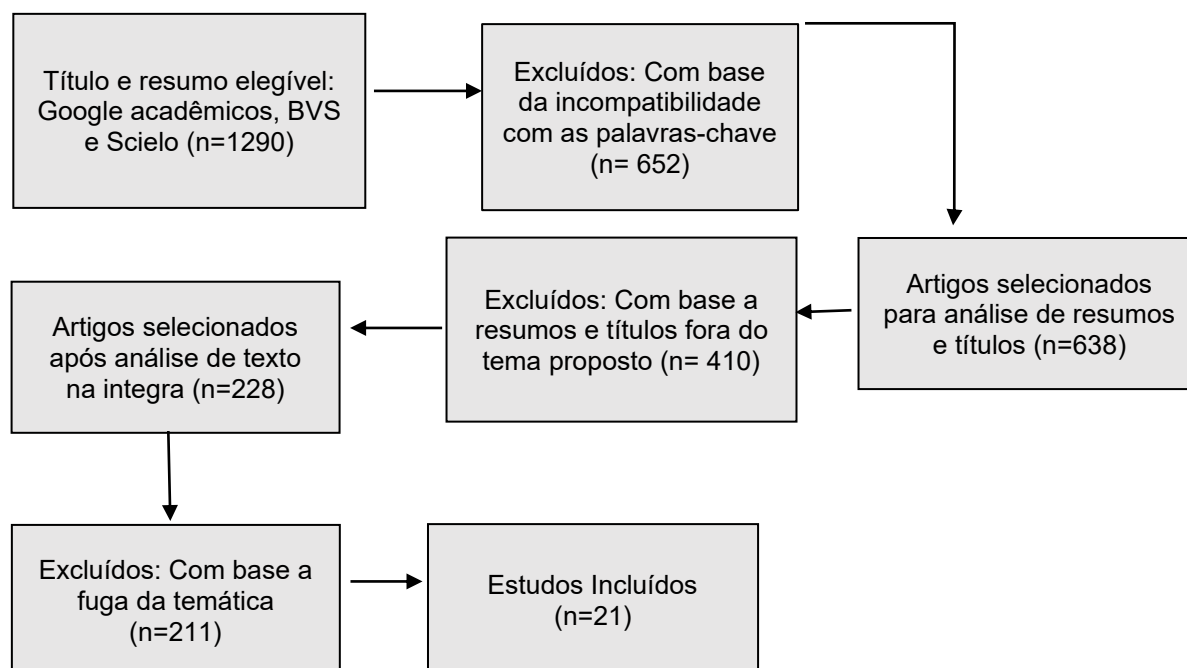 Título e resumo elegível:
Google acadêmicos, BVS
e Scielo (n=1290)
Excluídos: Com base
da incompatibilidade
com as palavras-chave
(n= 652)
Artigos selecionados
para análise de resumos
e títulos (n=638)
Excluídos: Com base a
resumos e títulos fora do
tema proposto (n= 410)
Artigos selecionados
após análise de texto
na integra (n=228)
Excluídos: Com base a
fuga da temática
(n=211)
Estudos Incluídos
(n=21)